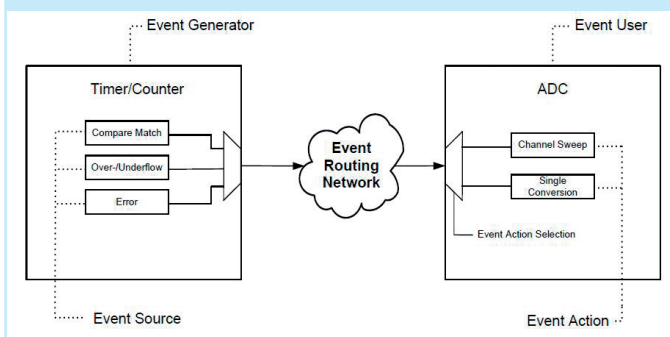 Event Generator
Event User
Timer/Counter
Compare Match
Over-/Underflow
Error
Event
Routing
Network
ADC
Channel Sweep
Single
Conversion
Event Action Selection
Event Source
Event Action